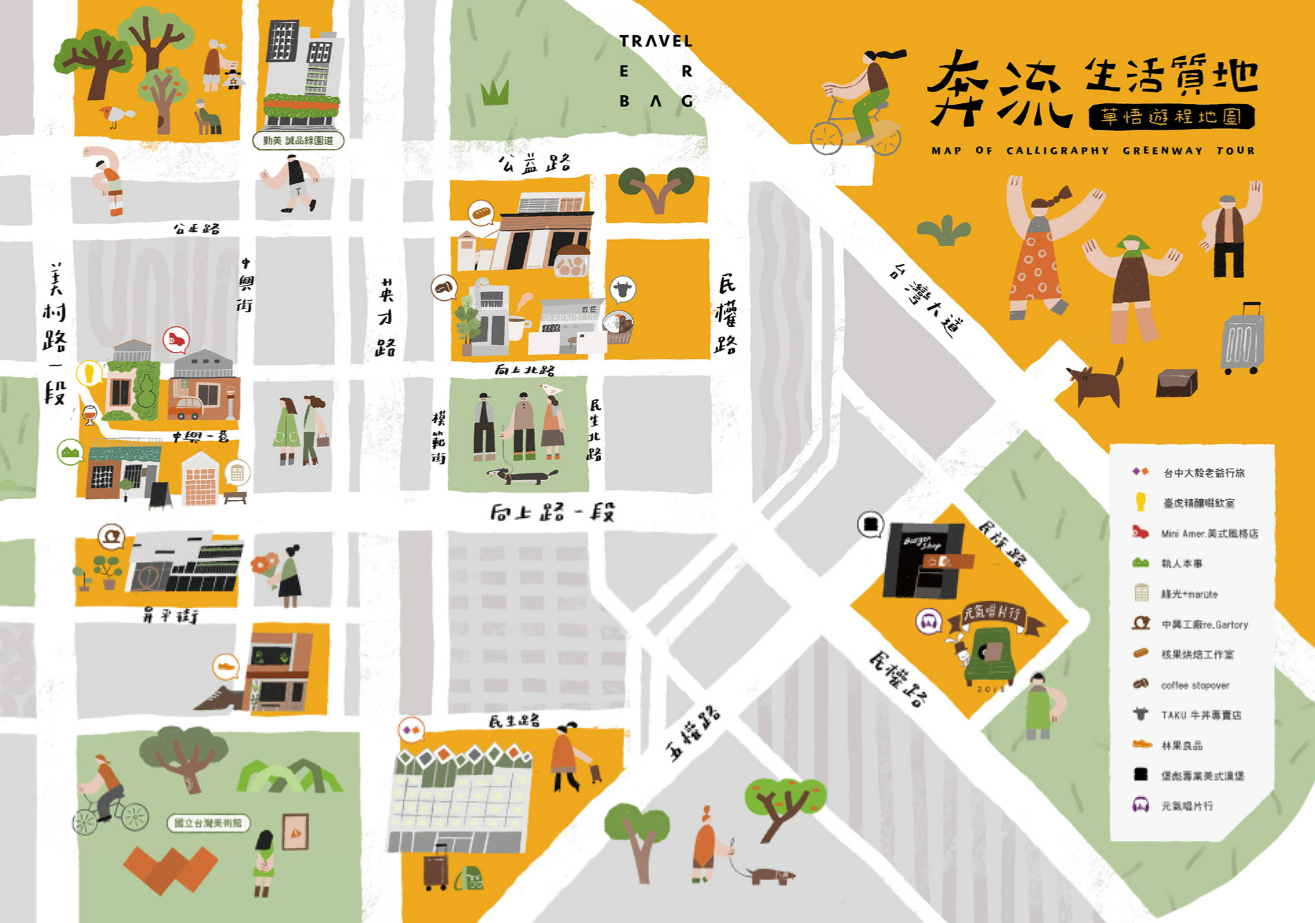 TRAVEL
E R
BAG
奔流 生活質地
草悟遊程地圖
MAP OF CALLIGRAPHY GREENWAY TOUR
勤美 誠品綠園道
公益路
公正路
美村路一段
中興街
英才路
民權路
台灣大道
向上北路
模範街
民生北路
中興一巷
向上路一段
民族路
Burger
Shop
元氣唱片行
2015
昇平街
民權路
民生路
五權路
國立台灣美術館
台中大毅老爺行旅
臺虎精釀啜飲室
Mini Amer.美式風格店
執人本事
綠光+marüte
中興工廠re_Gartory
核果烘焙工作室
coffee stopover
TAKU 牛丼專賣店
林果良品
堡彪專業美式漢堡
元氣唱片行